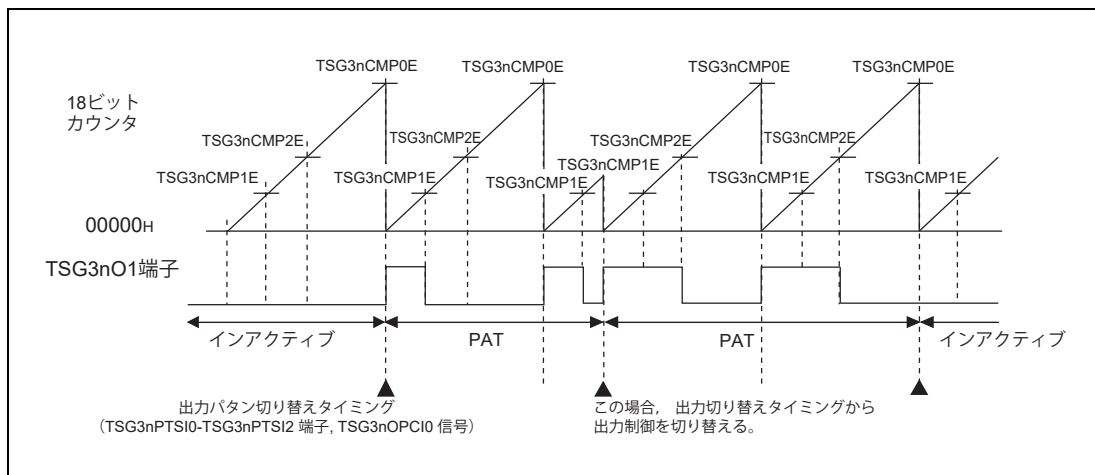 TSG3nCMP0E TSG3nCMP0E TSG3nCMP0E TSG3nCMP0E
18ビット
カウンタ
TSG3nCMP2E TSG3nCMP2E TSG3nCMP2E TSG3nCMP2E
TSG3nCMP1E
TSG3nCMP1E TSG3nCMP1E TSG3nCMP1E TSG3nCMP1E TSG3nCMP1E
00000H
TSG3nO1端子
インアクティブ PAT PAT インアクティブ
出力パタン切り替えタイミング
(TSG3nPTSI0-TSG3nPTSI2 端子, TSG3nOPCI0 信号)
この場合, 出力切り替えタイミングから
出力制御を切り替える。